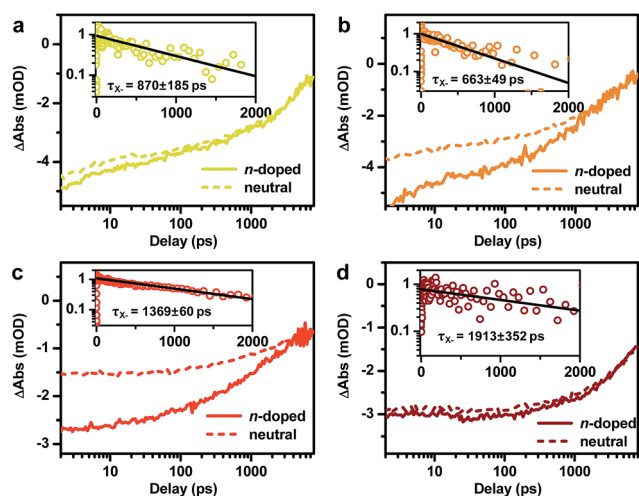 a
ΔAbs (mOD)
0
-2
-4
1
0.1
0 1000 2000
τX- = 870±185 ps
n-doped
neutral
10 100 1000
Delay (ps)
b
ΔAbs (mOD)
0
-2
-4
1
0.1
0 1000 2000
τX- = 663±49 ps
n-doped
neutral
10 100 1000
Delay (ps)
c
ΔAbs (mOD)
0
-1
-2
-3
1
0.1
0 1000 2000
τX- = 1369±60 ps
n-doped
neutral
10 100 1000
Delay (ps)
d
ΔAbs (mOD)
0
-1
-2
-3
1
0.1
0 1000 2000
τX- = 1913±352 ps
n-doped
neutral
10 100 1000
Delay (ps)